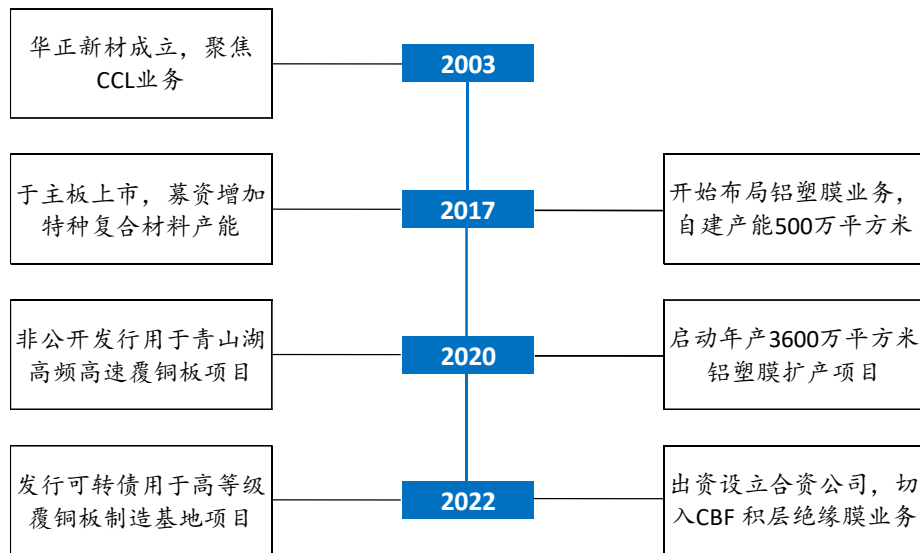 华正新材成立，聚焦
CCL业务
2003
于主板上市，募资增加
特种复合材料产能
2017
开始布局铝塑膜业务，
自建产能500万平方米
非公开发行用于青山湖
高频高速覆铜板项目
2020
启动年产3600万平方米
铝塑膜扩产项目
发行可转债用于高等级
覆铜板制造基地项目
2022
出资设立合资公司，切
入CBF 积层绝缘膜业务